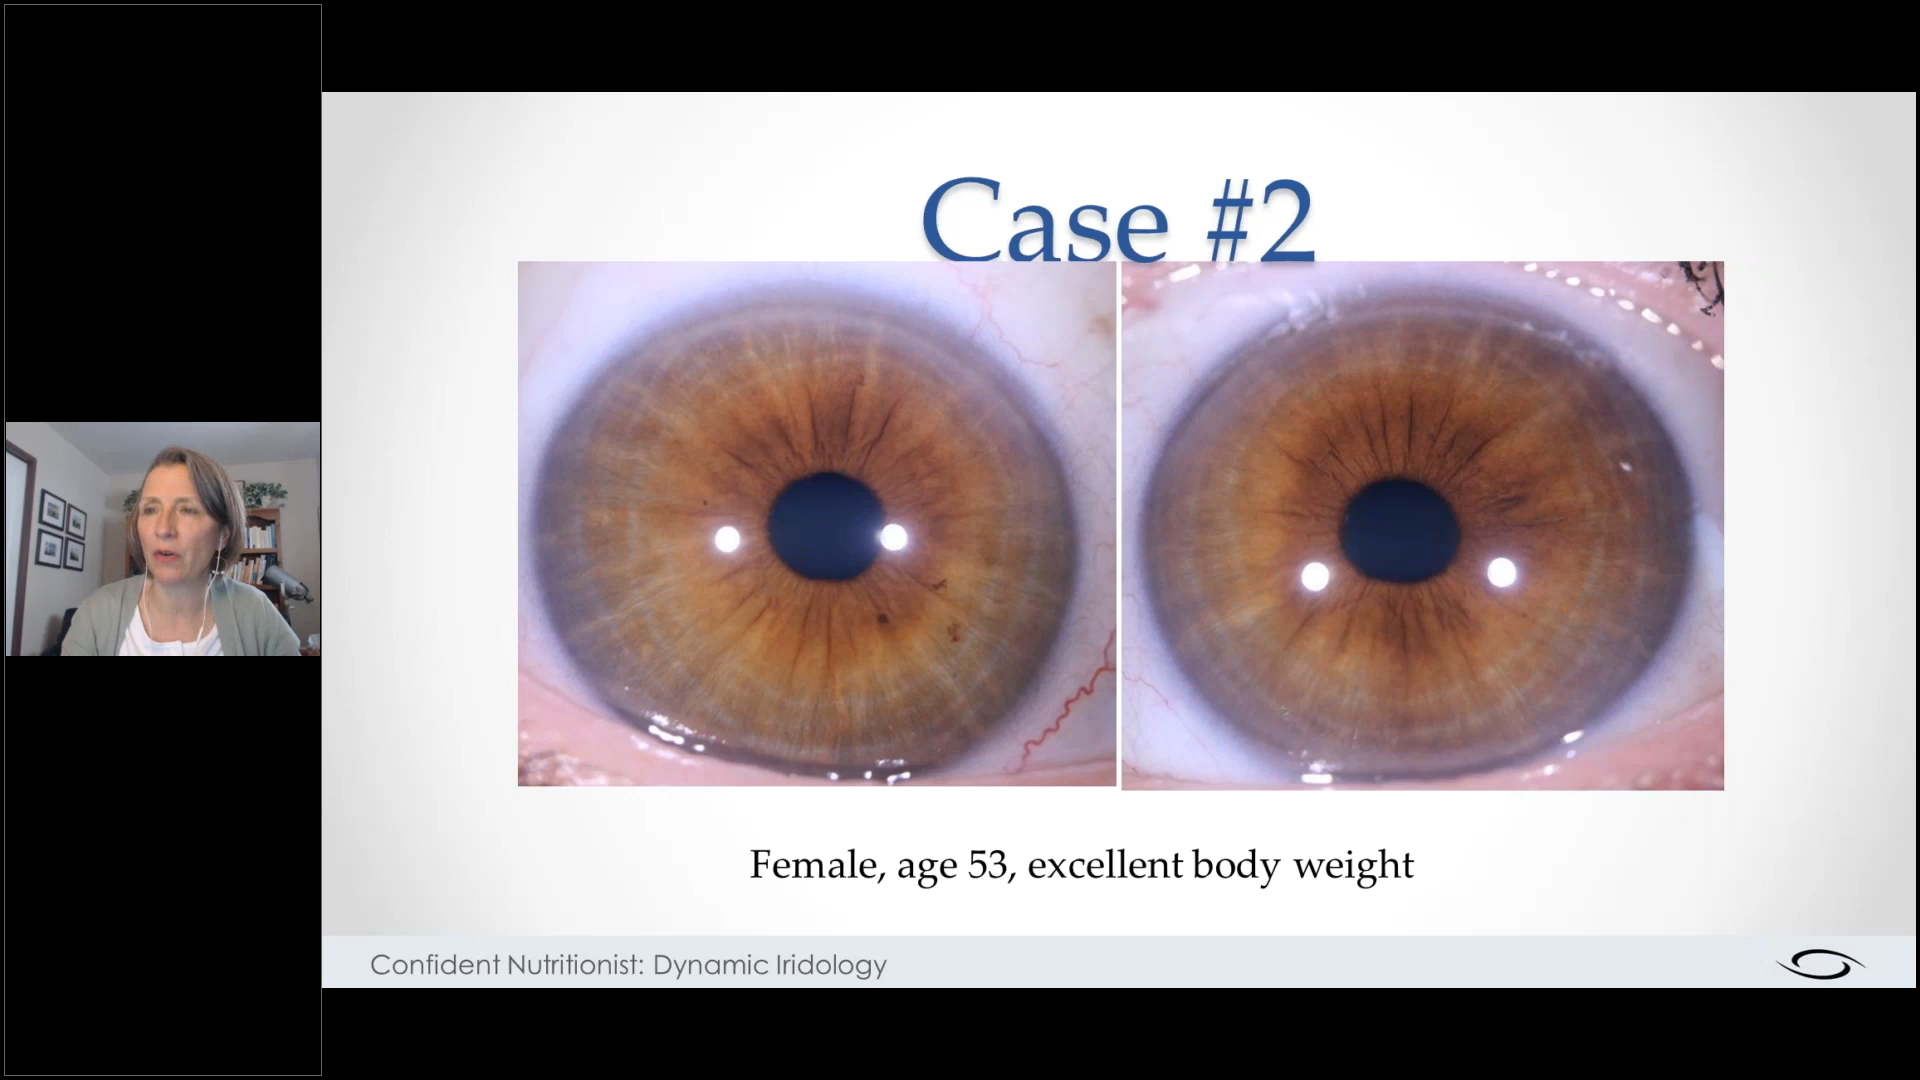 Case #2
Female, age 53, excellent body weight
Confident Nutritionist: Dynamic Iridology